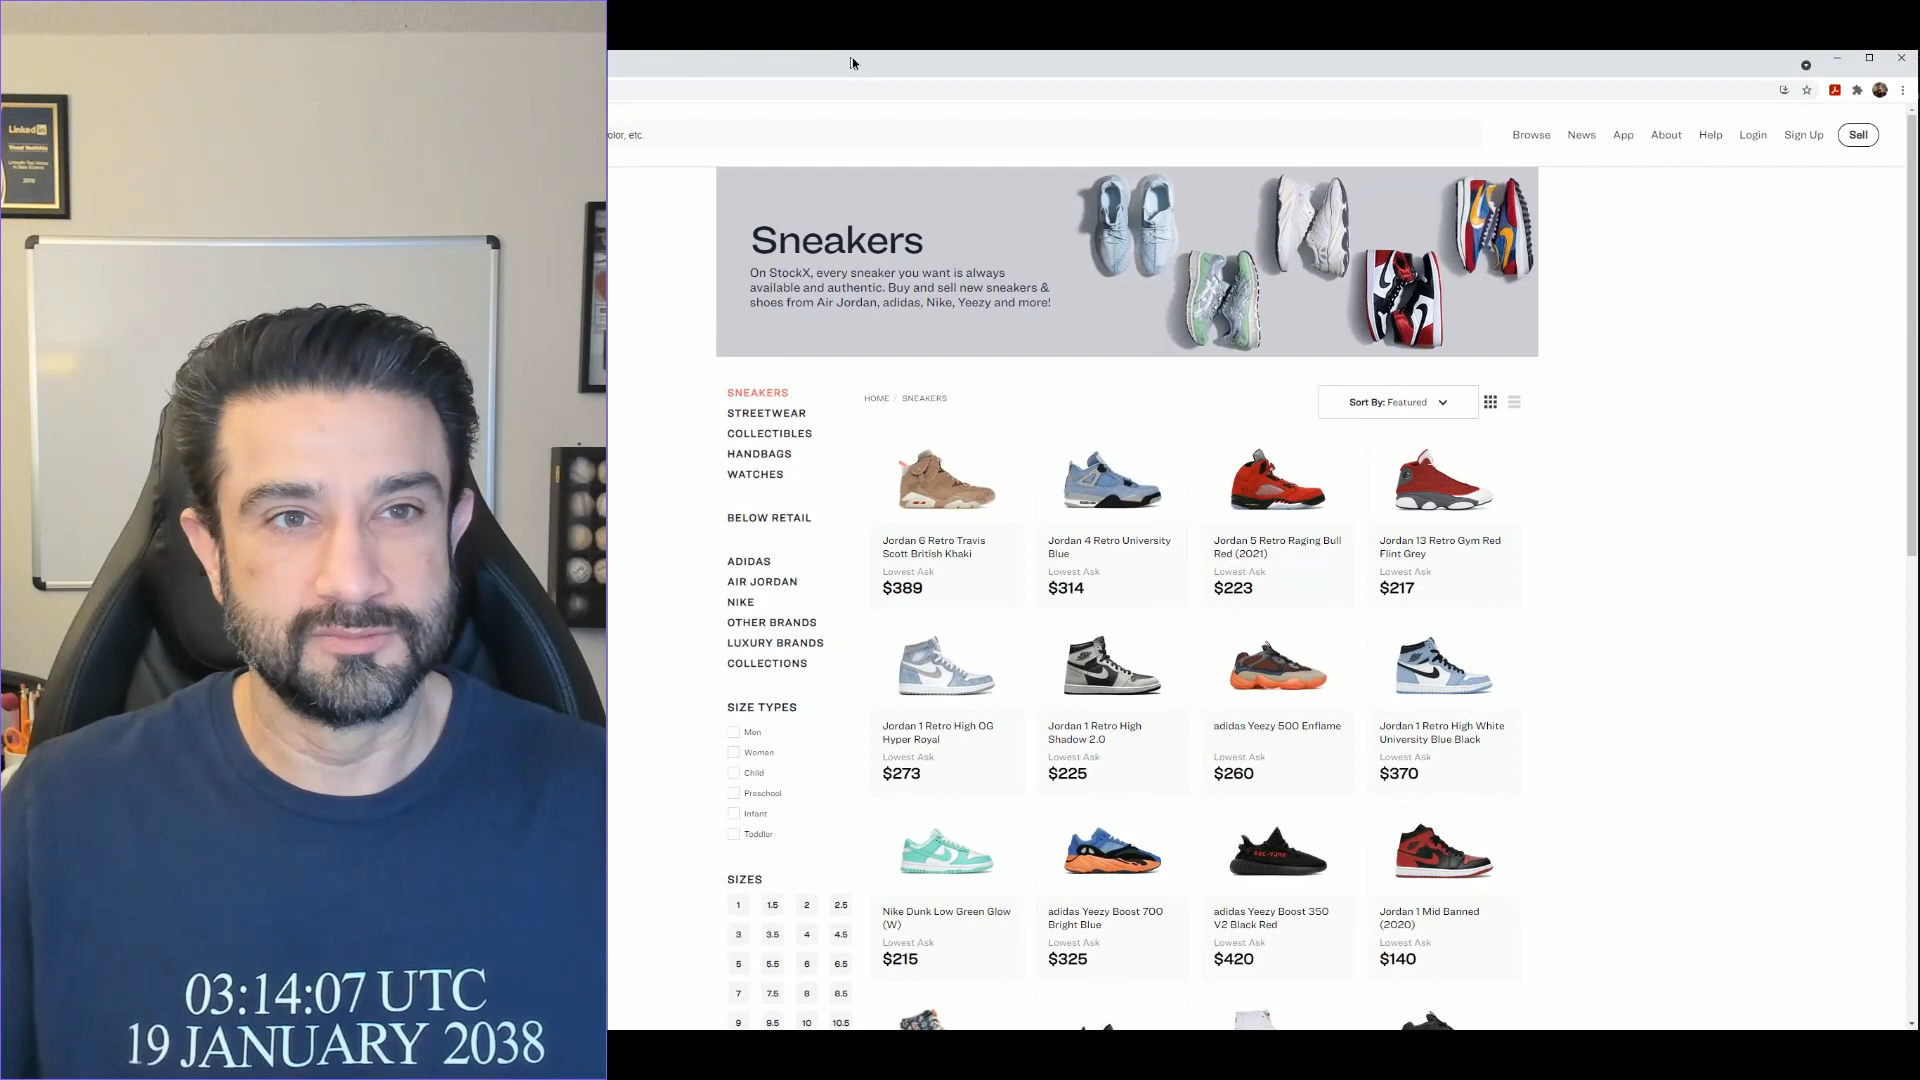 Linked in
2019
03:14:07 UTC
19 JANUARY 2038
olor, etc.
Browse
News
App
About
Help
Login
Sign Up
Sell
Sneakers
On StockX, every sneaker you want is always
available and authentic. Buy and sell new sneakers &
shoes from Air Jordan, adidas, Nike, Yeezy and more!
SNEAKERS
STREETWEAR
COLLECTIBLES
HANDBAGS
WATCHES
BELOW RETAIL
ADIDAS
AIR JORDAN
NIKE
OTHER BRANDS
LUXURY BRANDS
COLLECTIONS
SIZE TYPES
Men
Women
Child
Preschool
Infant
Toddler
SIZES
1 1.5 2 2.5
3 3.5 4 4.5
5 5.5 6 6.5
7 7.5 8 8.5
9 9.5 10 10.5
HOME / SNEAKERS
Sort By: Featured
Jordan 6 Retro Travis
Scott British Khaki
Lowest Ask
$389
Jordan 4 Retro University
Blue
Lowest Ask
$314
Jordan 5 Retro Raging Bull
Red (2021)
Lowest Ask
$223
Jordan 13 Retro Gym Red
Flint Grey
Lowest Ask
$217
Jordan 1 Retro High OG
Hyper Royal
Lowest Ask
$273
Jordan 1 Retro High
Shadow 2.0
Lowest Ask
$225
adidas Yeezy 500 Enflame
Lowest Ask
$260
Jordan 1 Retro High White
University Blue Black
Lowest Ask
$370
Nike Dunk Low Green Glow
(W)
Lowest Ask
$215
adidas Yeezy Boost 700
Bright Blue
Lowest Ask
$325
adidas Yeezy Boost 350
V2 Black Red
Lowest Ask
$420
Jordan 1 Mid Banned
(2020)
Lowest Ask
$140